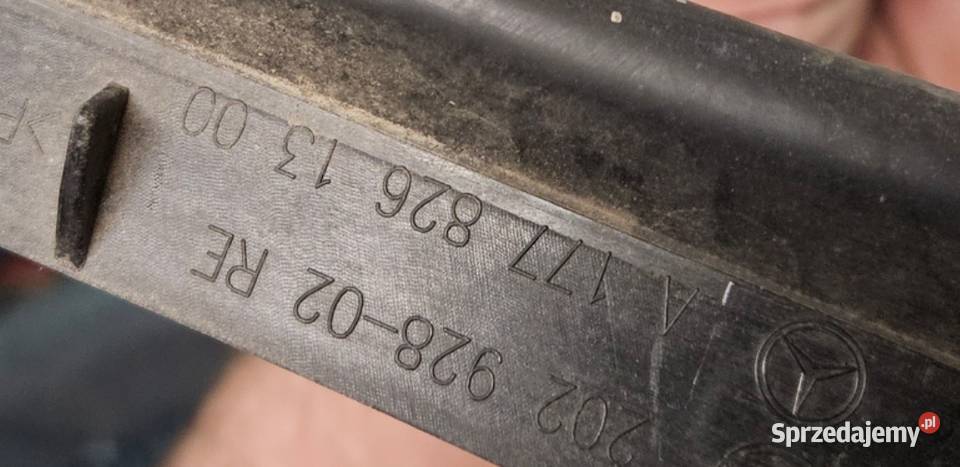 202 928-02 RE
A 177 826 13 00
Sprzedajemy.pl